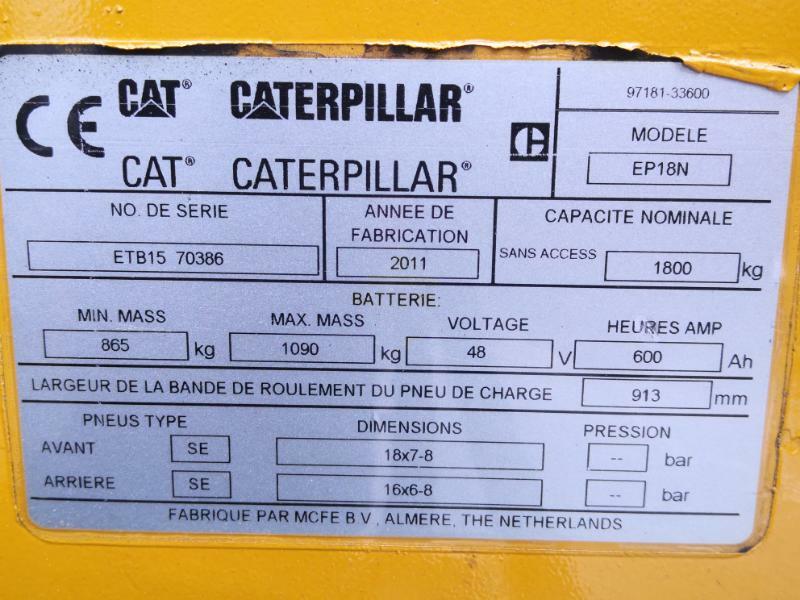 CE CAT® CATERPILLAR®
CAT® CATERPILLAR®
97181-33600
MODELE
EP18N
NO. DE SERIE
ETB15 70386
ANNEE DE
FABRICATION
2011
CAPACITE NOMINALE
SANS ACCESS 1800 kg
BATTERIE:
MIN. MASS MAX. MASS VOLTAGE HEURES AMP
865 kg 1090 kg 48 V 600 Ah
LARGEUR DE LA BANDE DE ROULEMENT DU PNEU DE CHARGE 913 mm
PNEUS TYPE DIMENSIONS PRESSION
AVANT SE 18x7-8 -- bar
ARRIERE SE 16x6-8 -- bar
FABRIQUE PAR MCFE B.V., ALMERE, THE NETHERLANDS